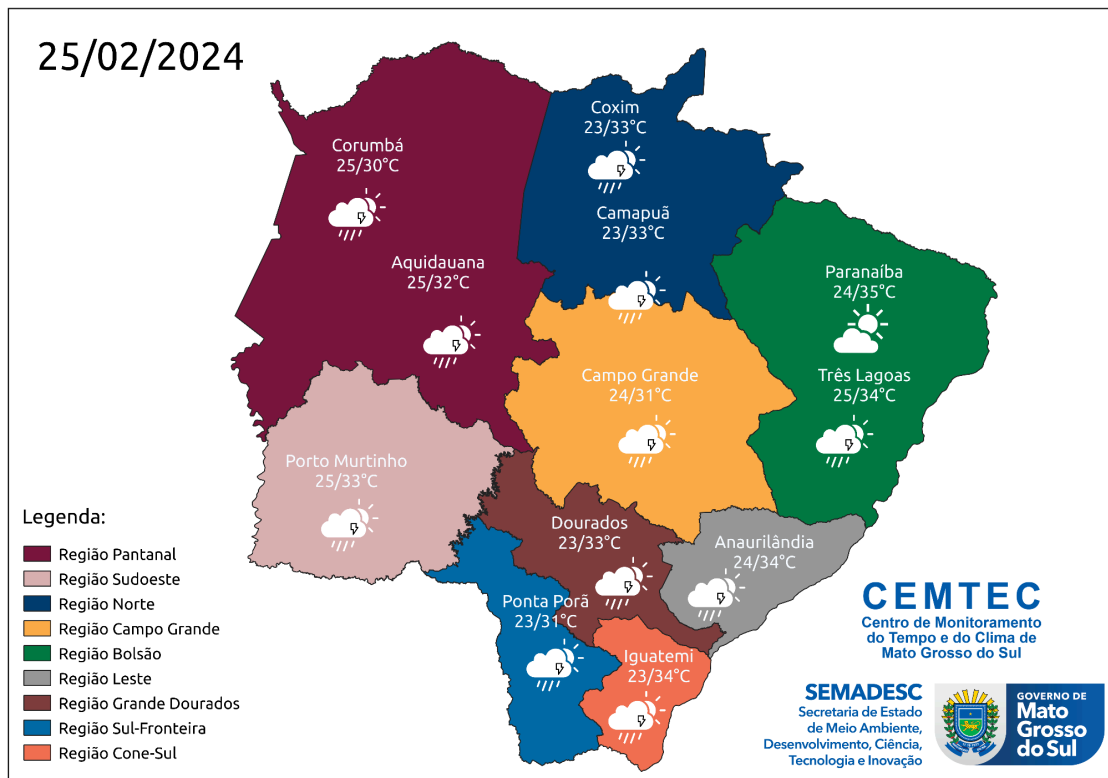 25/02/2024
Coxim
23/33°C
Corumbá
25/30°C
Camapuã
23/33°C
Aquidauana
25/32°C
Paranaíba
24/35°C
Campo Grande
24/31°C
Três Lagoas
25/34°C
Porto Murtinho
25/33°C
Dourados
23/33°C
Anaurilândia
24/34°C
Ponta Porã
23/31°C
Iguatemi
23/34°C
Legenda:
Região Pantanal
Região Sudoeste
Região Norte
Região Campo Grande
Região Bolsão
Região Leste
Região Grande Dourados
Região Sul-Fronteira
Região Cone-Sul
CEMTEC
Centro de Monitoramento
do Tempo e do Clima de
Mato Grosso do Sul
SEMADESC
Secretaria de Estado
de Meio Ambiente,
Desenvolvimento, Ciência,
Tecnologia e Inovação
GOVERNO DE
Mato
Grosso
do Sul